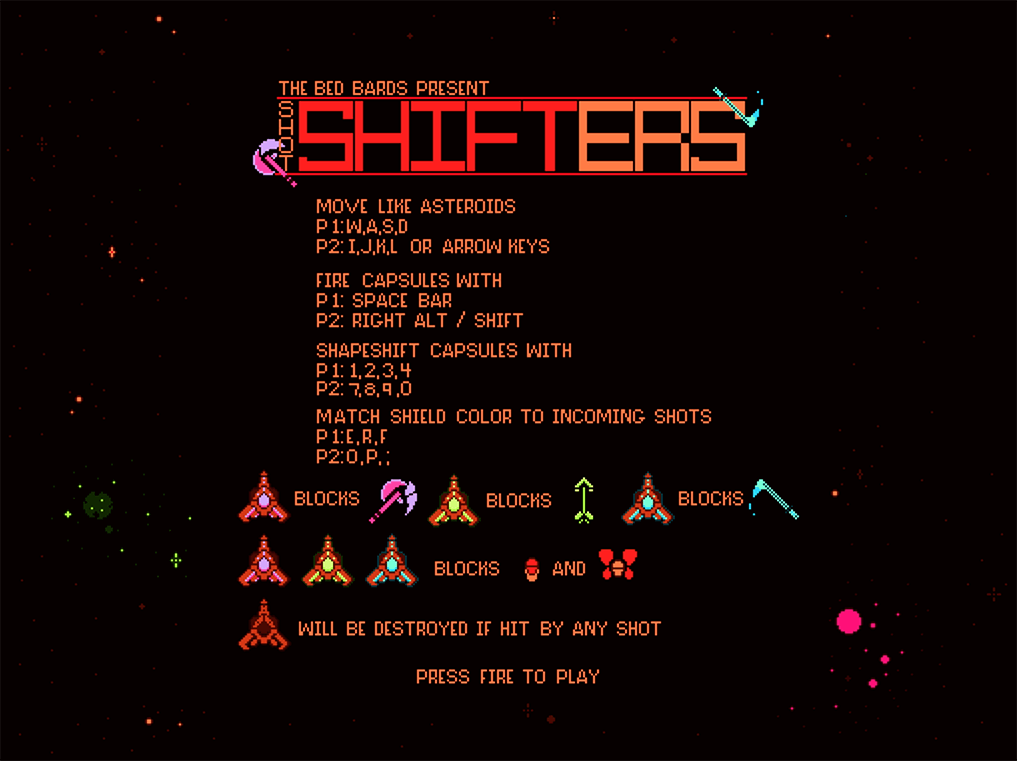 THE BED BARDS PRESENT
SHOT
SHIFTERS
MOVE LIKE ASTEROIDS
P1:W,A,S,D
P2:I,J,K,L OR ARROW KEYS
FIRE CAPSULES WITH
P1: SPACE BAR
P2: RIGHT ALT / SHIFT
SHAPESHIFT CAPSULES WITH
P1:1,2,3,4
P2:7,8,9,0
MATCH SHIELD COLOR TO INCOMING SHOTS
P1:E,R,F
P2:O,P,;
BLOCKS BLOCKS BLOCKS
BLOCKS AND
WILL BE DESTROYED IF HIT BY ANY SHOT
PRESS FIRE TO PLAY